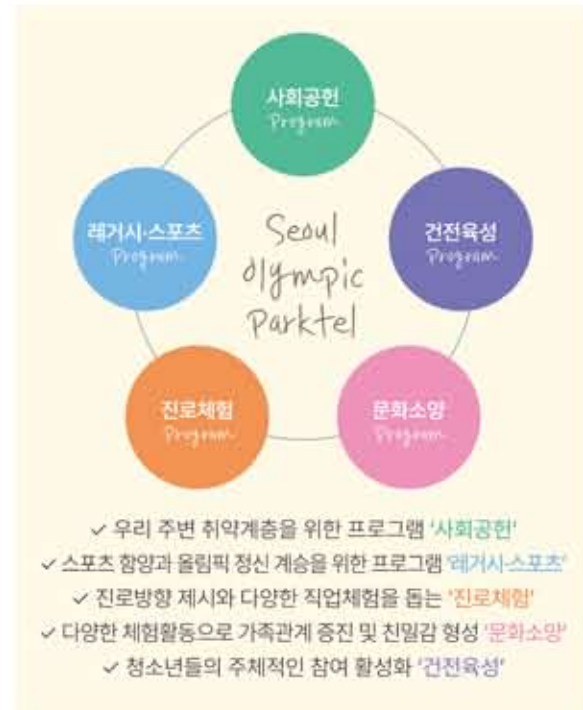 사회공헌
Program
레거시·스포츠
Program
건전육성
Program
Seoul
Olympic
Parktel
진로체험
Program
문화소양
Program
✓ 우리 주변 취약계층을 위한 프로그램 '사회공헌'
✓ 스포츠 함양과 올림픽 정신 계승을 위한 프로그램 '레거시·스포츠'
✓ 진로방향 제시와 다양한 직업체험을 돕는 '진로체험'
✓ 다양한 체험활동으로 가족관계 증진 및 친밀감 형성 '문화소망'
✓ 청소년들의 주체적인 참여 활성화 '건전육성'